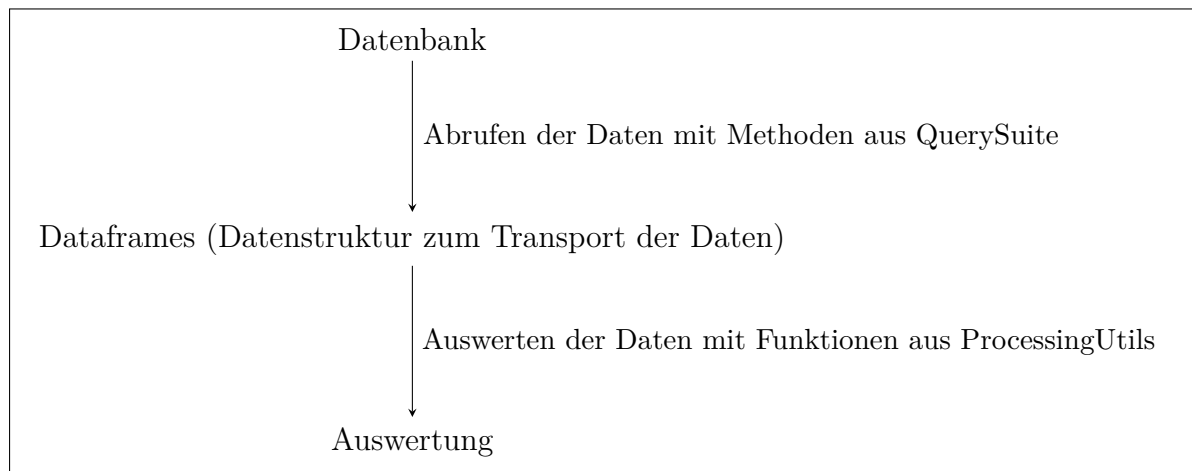 Datenbank
Abrufen der Daten mit Methoden aus QuerySuite
Dataframes (Datenstruktur zum Transport der Daten)
Auswerten der Daten mit Funktionen aus ProcessingUtils
Auswertung